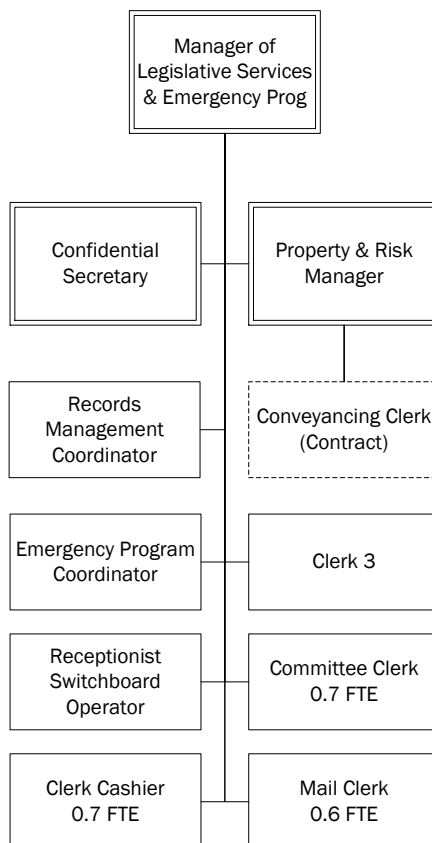 Manager of
Legislative Services
& Emergency Prog
Confidential
Secretary
Property & Risk
Manager
Records
Management
Coordinator
Conveyancing Clerk
(Contract)
Emergency Program
Coordinator
Clerk 3
Receptionist
Switchboard
Operator
Committee Clerk
0.7 FTE
Clerk Cashier
0.7 FTE
Mail Clerk
0.6 FTE